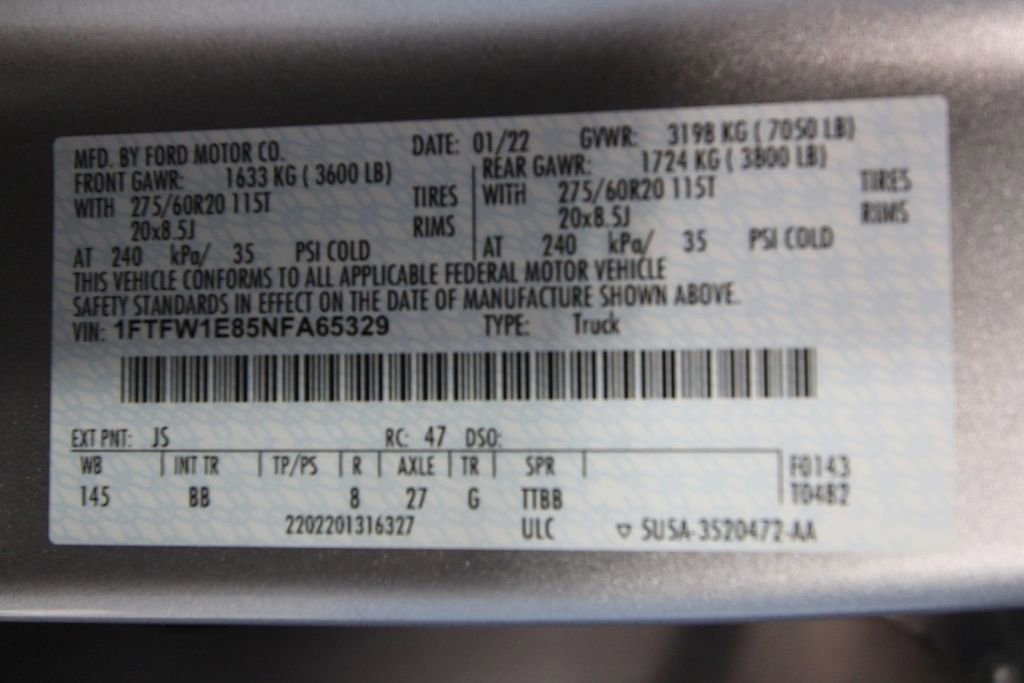 MFD. BY FORD MOTOR CO. DATE: 01/22 GVWR: 3198 KG ( 7050 LB)
FRONT GAWR: 1633 KG ( 3600 LB) REAR GAWR: 1724 KG ( 3800 LB)
WITH 275/60R20 115T TIRES WITH 275/60R20 115T TIRES
20x8.5J RIMS 20x8.5J RIMS
AT 240 kPa/ 35 PSI COLD AT 240 kPa/ 35 PSI COLD
THIS VEHICLE CONFORMS TO ALL APPLICABLE FEDERAL MOTOR VEHICLE
SAFETY STANDARDS IN EFFECT ON THE DATE OF MANUFACTURE SHOWN ABOVE.
VIN: 1FTFW1E85NFA65329 TYPE: Truck
EXT PNT: JS RC: 47 DSO:
WB INT TR TP/PS R AXLE TR SPR F0143
145 BB 8 27 G TTBB T0482
2202201316327 ULC ▽ 5U5A-3520472-AA